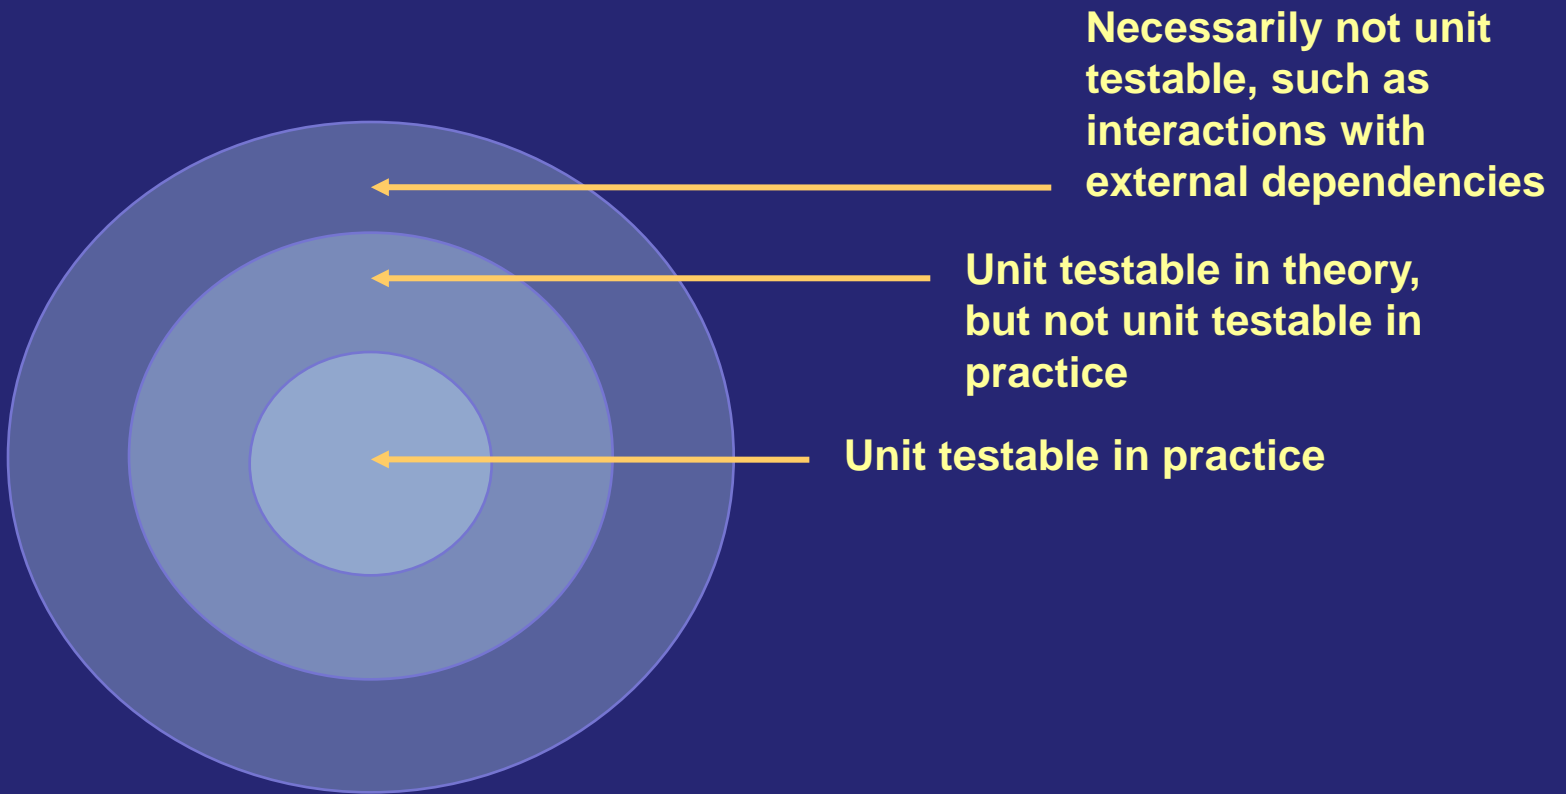 Necessarily not unit
testable, such as
interactions with
external dependencies
Unit testable in theory,
but not unit testable in
practice
Unit testable in practice